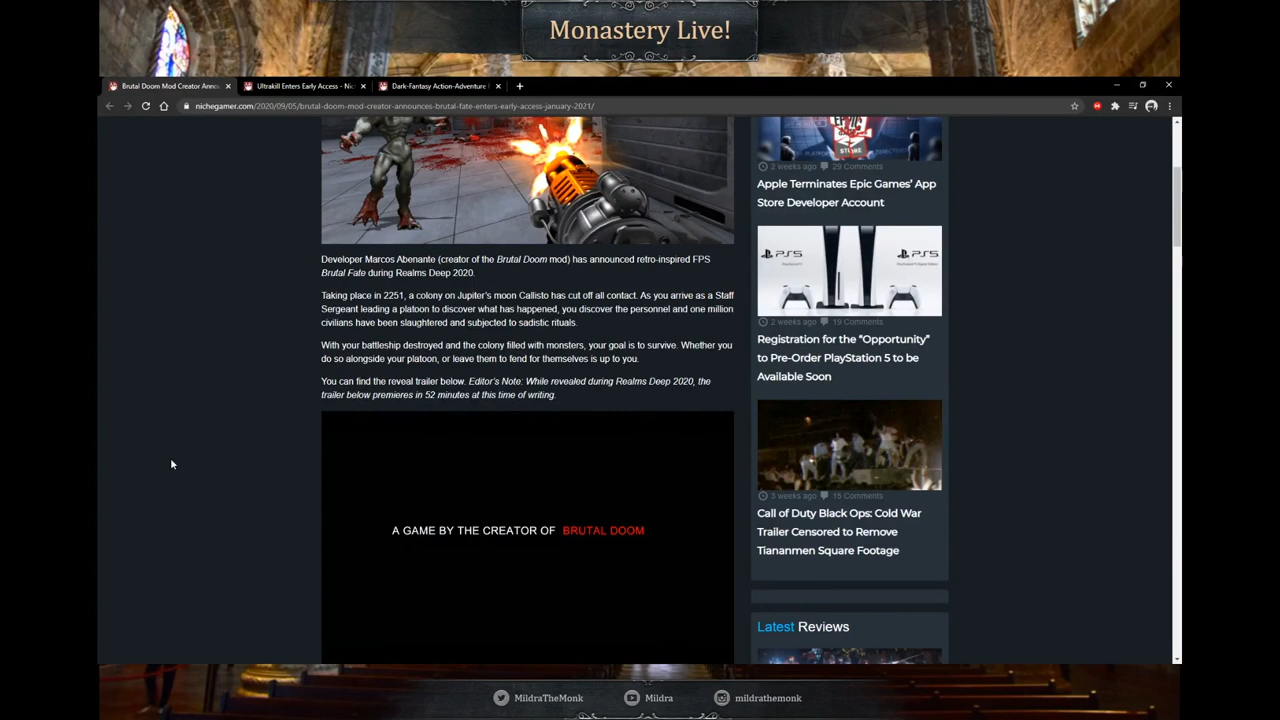 Monastery Live!
Brutal Doom Mod Creator Anno
Ultrakill Enters Early Access - Nic
Dark-Fantasy Action-Adventure
nichegamer.com/2020/09/05/brutal-doom-mod-creator-announces-brutal-fate-enters-early-access-january-2021/
EPIC
STORE
2 weeks ago 29 Comments
Apple Terminates Epic Games' App
Store Developer Account
Developer Marcos Abenante (creator of the Brutal Doom mod) has announced retro-inspired FPS
Brutal Fate during Realms Deep 2020.
Taking place in 2251, a colony on Jupiter's moon Callisto has cut off all contact. As you arrive as a Staff
Sergeant leading a platoon to discover what has happened, you discover the personnel and one million
civilians have been slaughtered and subjected to sadistic rituals.
With your battleship destroyed and the colony filled with monsters, your goal is to survive. Whether you
do so alongside your platoon, or leave them to fend for themselves is up to you.
You can find the reveal trailer below. Editor's Note: While revealed during Realms Deep 2020, the
trailer below premieres in 52 minutes at this time of writing.
A GAME BY THE CREATOR OF BRUTAL DOOM
PS5 PS5
2 weeks ago 19 Comments
Registration for the “Opportunity”
to Pre-Order PlayStation 5 to be
Available Soon
3 weeks ago 15 Comments
Call of Duty Black Ops: Cold War
Trailer Censored to Remove
Tiananmen Square Footage
Latest Reviews
MildraTheMonk Mildra mildrathemonk